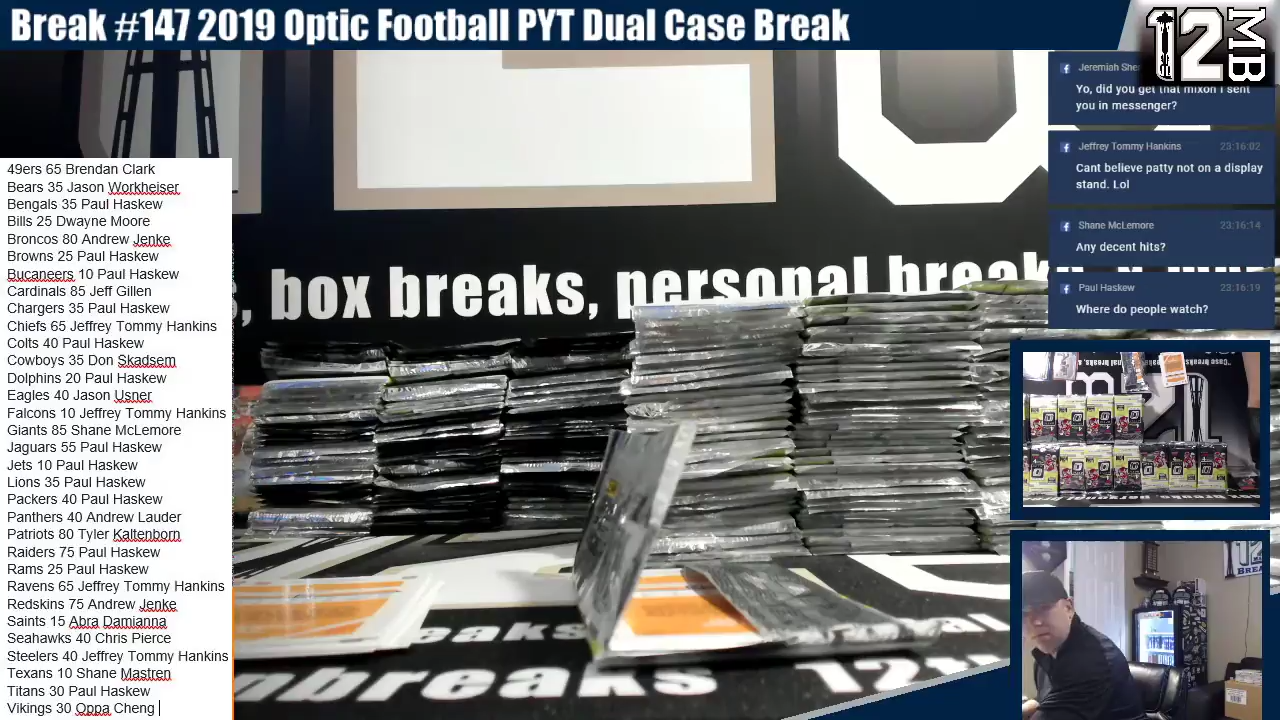 Break #147 2019 Optic Football PYT Dual Case Break
12 MB
49ers 65 Brendan Clark
Bears 35 Jason Workheiser
Bengals 35 Paul Haskew
Bills 25 Dwayne Moore
Broncos 80 Andrew Jenke
Browns 25 Paul Haskew
Bucaneers 10 Paul Haskew
Cardinals 85 Jeff Gillen
Chargers 35 Paul Haskew
Chiefs 65 Jeffrey Tommy Hankins
Colts 40 Paul Haskew
Cowboys 35 Don Skadsem
Dolphins 20 Paul Haskew
Eagles 40 Jason Usner
Falcons 10 Jeffrey Tommy Hankins
Giants 85 Shane McLemore
Jaguars 55 Paul Haskew
Jets 10 Paul Haskew
Lions 35 Paul Haskew
Packers 40 Paul Haskew
Panthers 40 Andrew Lauder
Patriots 80 Tyler Kaltenborn
Raiders 75 Paul Haskew
Rams 25 Paul Haskew
Ravens 65 Jeffrey Tommy Hankins
Redskins 75 Andrew Jenke
Saints 15 Abra Damianna
Seahawks 40 Chris Pierce
Steelers 40 Jeffrey Tommy Hankins
Texans 10 Shane Mastren
Titans 30 Paul Haskew
Vikings 30 Oppa Cheng
, box breaks, personal break
Jeremiah
Yo, did you get that mixon I sent
you in messenger?
Jeffrey Tommy Hankins 23:16:02
Cant believe patty not on a display
stand. Lol
Shane McLemore 23:16:14
Any decent hits?
Paul Haskew 23:16:19
Where do people watch?
eaks
breaks 12
12